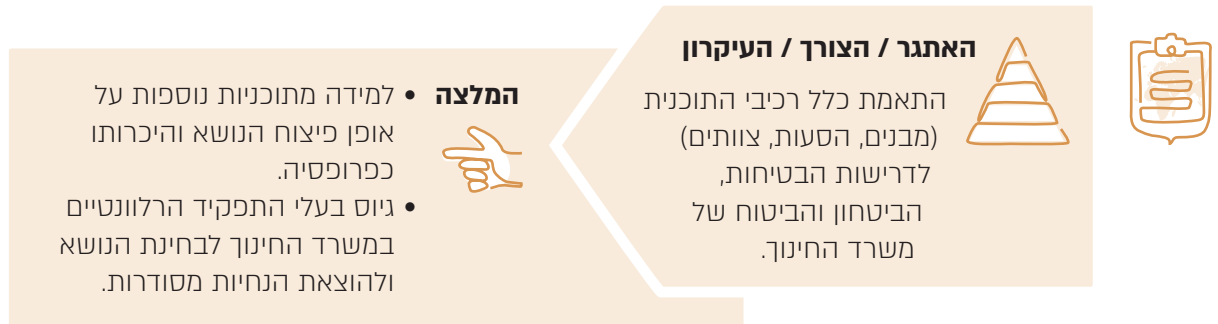 האתגר / הצורך / העיקרון
התאמת כלל רכיבי התוכנית
(מבנים, הסעות, צוותים)
לדרישות הבטיחות,
הביטחון והביטוח של
משרד החינוך.
המלצה
• למידה מתוכניות נוספות על
אופן פיצוח הנושא והיכרותו
כפרופסיה.
• גיוס בעלי התפקיד הרלוונטיים
במשרד החינוך לבחינת הנושא
ולהוצאת הנחיות מסודרות.